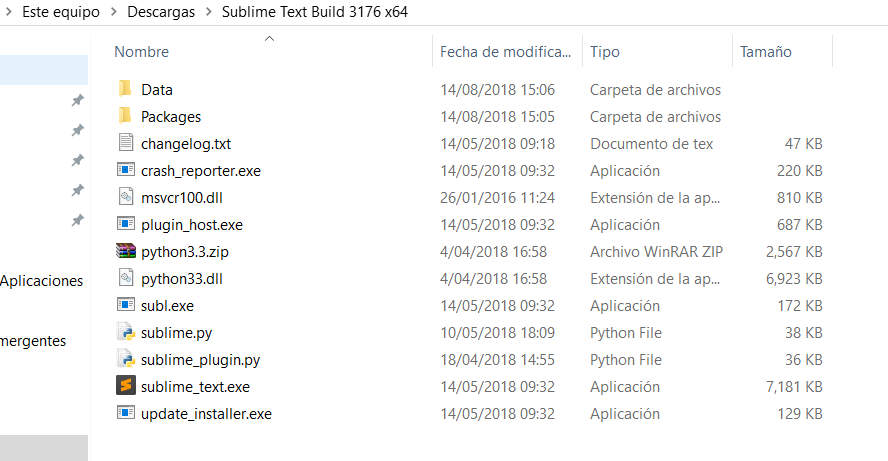 Este equipo > Descargas > Sublime Text Build 3176 x64
Nombre Fecha de modifica... Tipo Tamaño
Data 14/08/2018 15:06 Carpeta de archivos
Packages 14/08/2018 15:05 Carpeta de archivos
changelog.txt 14/05/2018 09:18 Documento de tex 47 KB
crash_reporter.exe 14/05/2018 09:32 Aplicación 220 KB
msvcr100.dll 26/01/2016 11:24 Extensión de la ap... 810 KB
plugin_host.exe 14/05/2018 09:32 Aplicación 687 KB
python3.3.zip 4/04/2018 16:58 Archivo WinRAR ZIP 2,567 KB
python33.dll 4/04/2018 16:58 Extensión de la ap... 6,923 KB
Aplicaciones
subl.exe 14/05/2018 09:32 Aplicación 172 KB
sublime.py 10/05/2018 18:09 Python File 38 KB
mergentes
sublime_plugin.py 18/04/2018 14:55 Python File 36 KB
sublime_text.exe 14/05/2018 09:32 Aplicación 7,181 KB
update_installer.exe 14/05/2018 09:32 Aplicación 129 KB